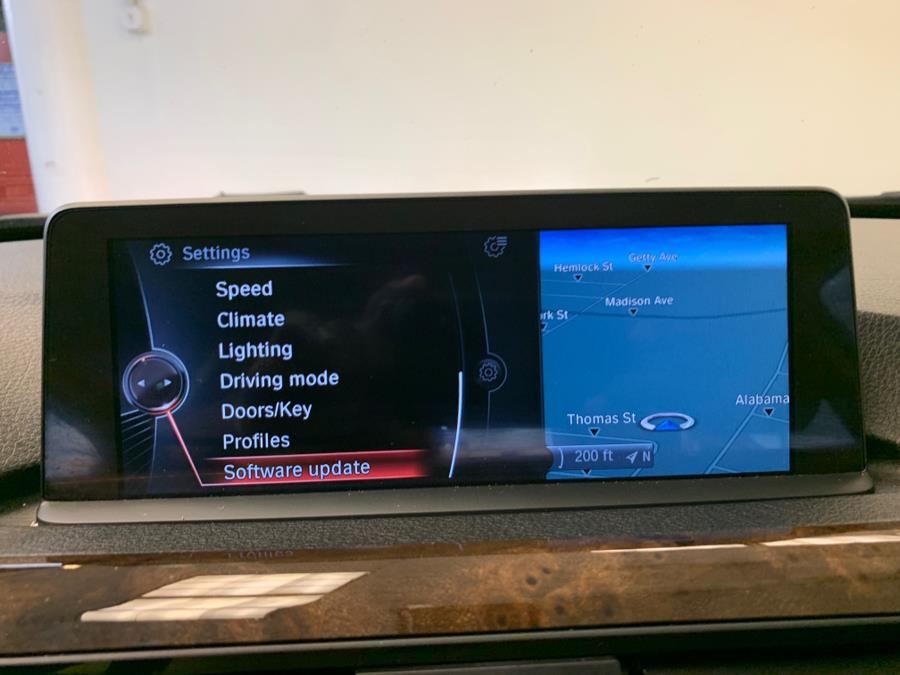 Settings
Speed
Climate
Lighting
Driving mode
Doors/Key
Profiles
Software update
Getty Ave
Hemlock St
Madison Ave
rk St
Alabama
Thomas St
200 ft N